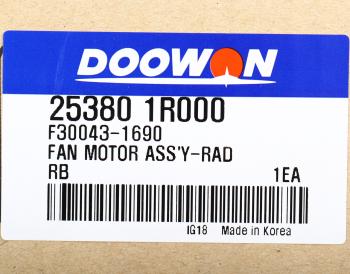 DOOWON
25380 1R000
F30043-1690
FAN MOTOR ASS'Y-RAD
RB 1EA
IG18 Made in Korea